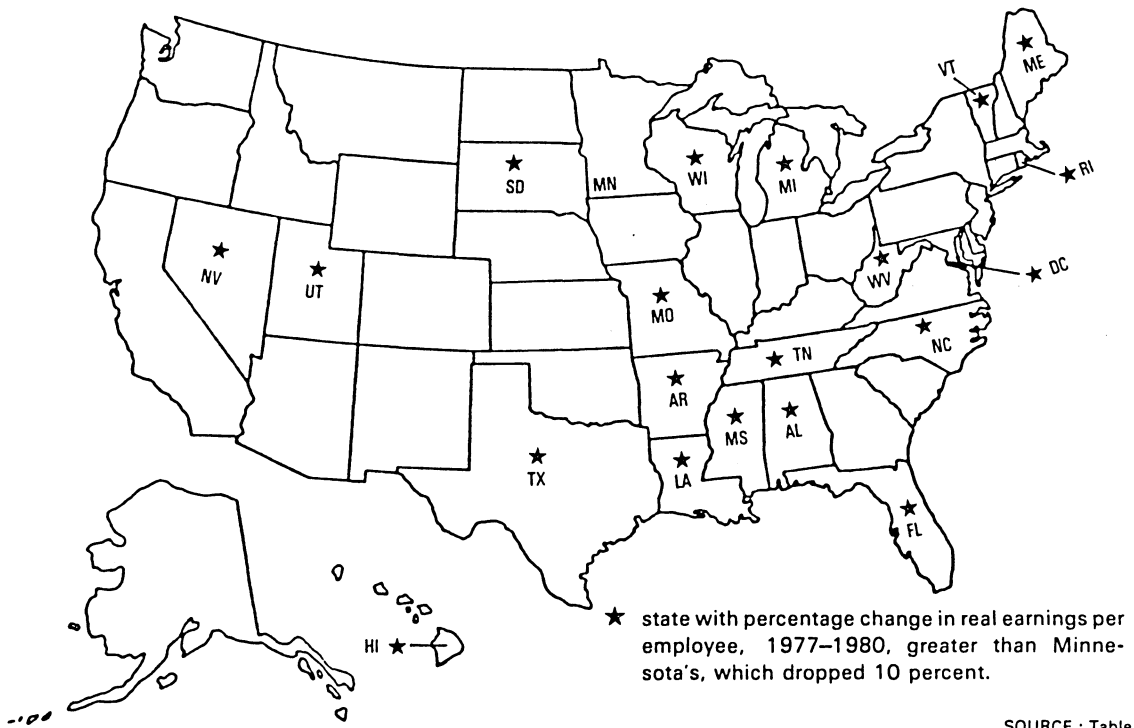 VT
ME
RI
SD
MN
WI
MI
NV
UT
WV
DC
MO
NC
TN
AR
MS
AL
TX
LA
FL
HI
★ state with percentage change in real earnings per
employee, 1977–1980, greater than Minne-
sota's, which dropped 10 percent.
SOURCE : Table